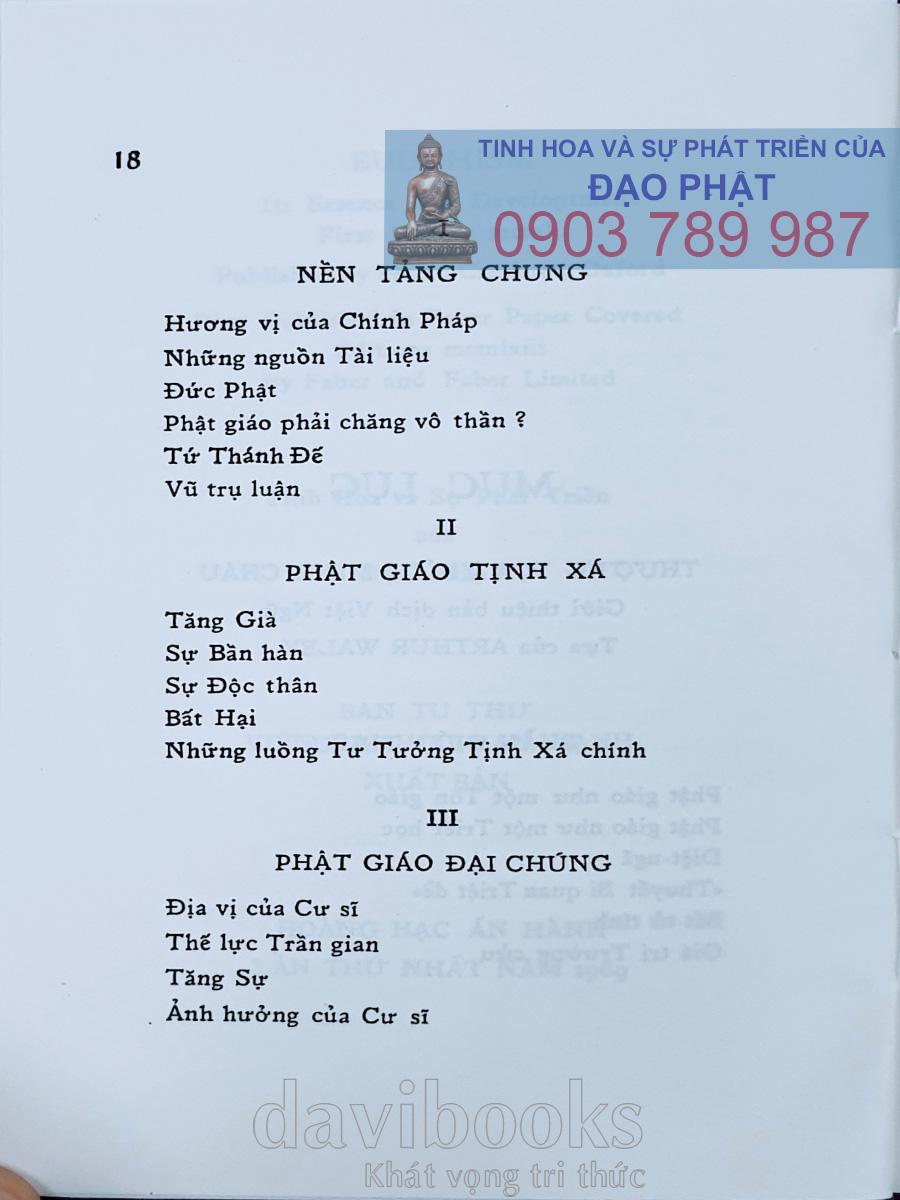 18
TINH HOA VÀ SỰ PHÁT TRIỂN CỦA
ĐẠO PHẬT
0903 789 987
I
NỀN TẢNG CHUNG
Hương vị của Chính Pháp
Những nguồn Tài liệu
Đức Phật
Phật giáo phải chăng vô thần ?
Tứ Thánh Đế
Vũ trụ luận
II
PHẬT GIÁO TỊNH XÁ
Tăng Già
Sự Bần hàn
Sự Độc thân
Bất Hại
Những luồng Tư Tưởng Tịnh Xá chính
III
PHẬT GIÁO ĐẠI CHÚNG
Địa vị của Cư sĩ
Thế lực Trần gian
Tăng Sự
Ảnh hưởng của Cư sĩ
davibooks
Khát vọng tri thức